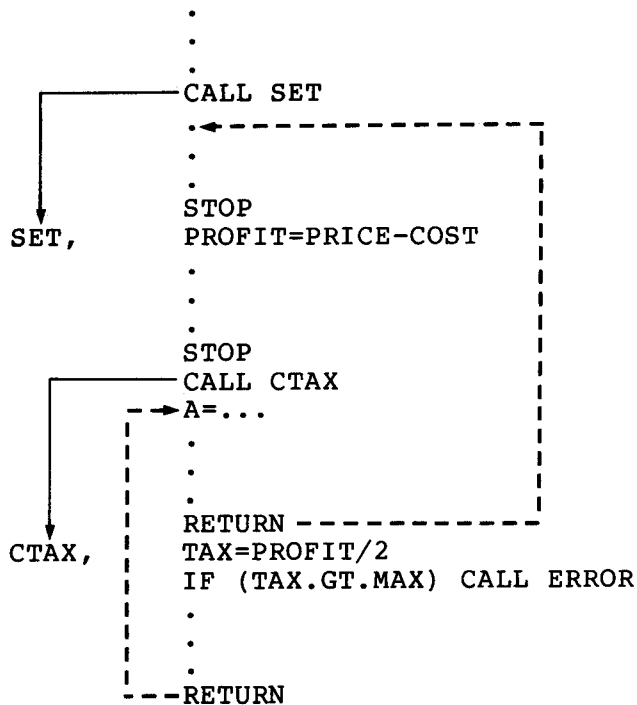 .
.
.
CALL SET
.
.
.
STOP
SET, PROFIT=PRICE-COST
.
.
.
STOP
CALL CTAX
A=...
.
.
.
RETURN
CTAX, TAX=PROFIT/2
IF (TAX.GT.MAX) CALL ERROR
.
.
.
RETURN